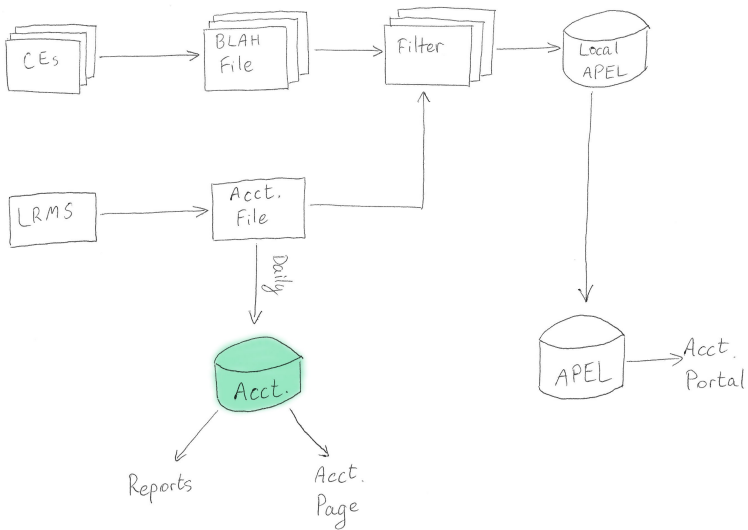 CEs
BLAH
File
Filter
Local
APEL
LRMS
Acct.
File
Daily
Acct.
APEL
Acct.
Portal
Reports
Acct.
Page